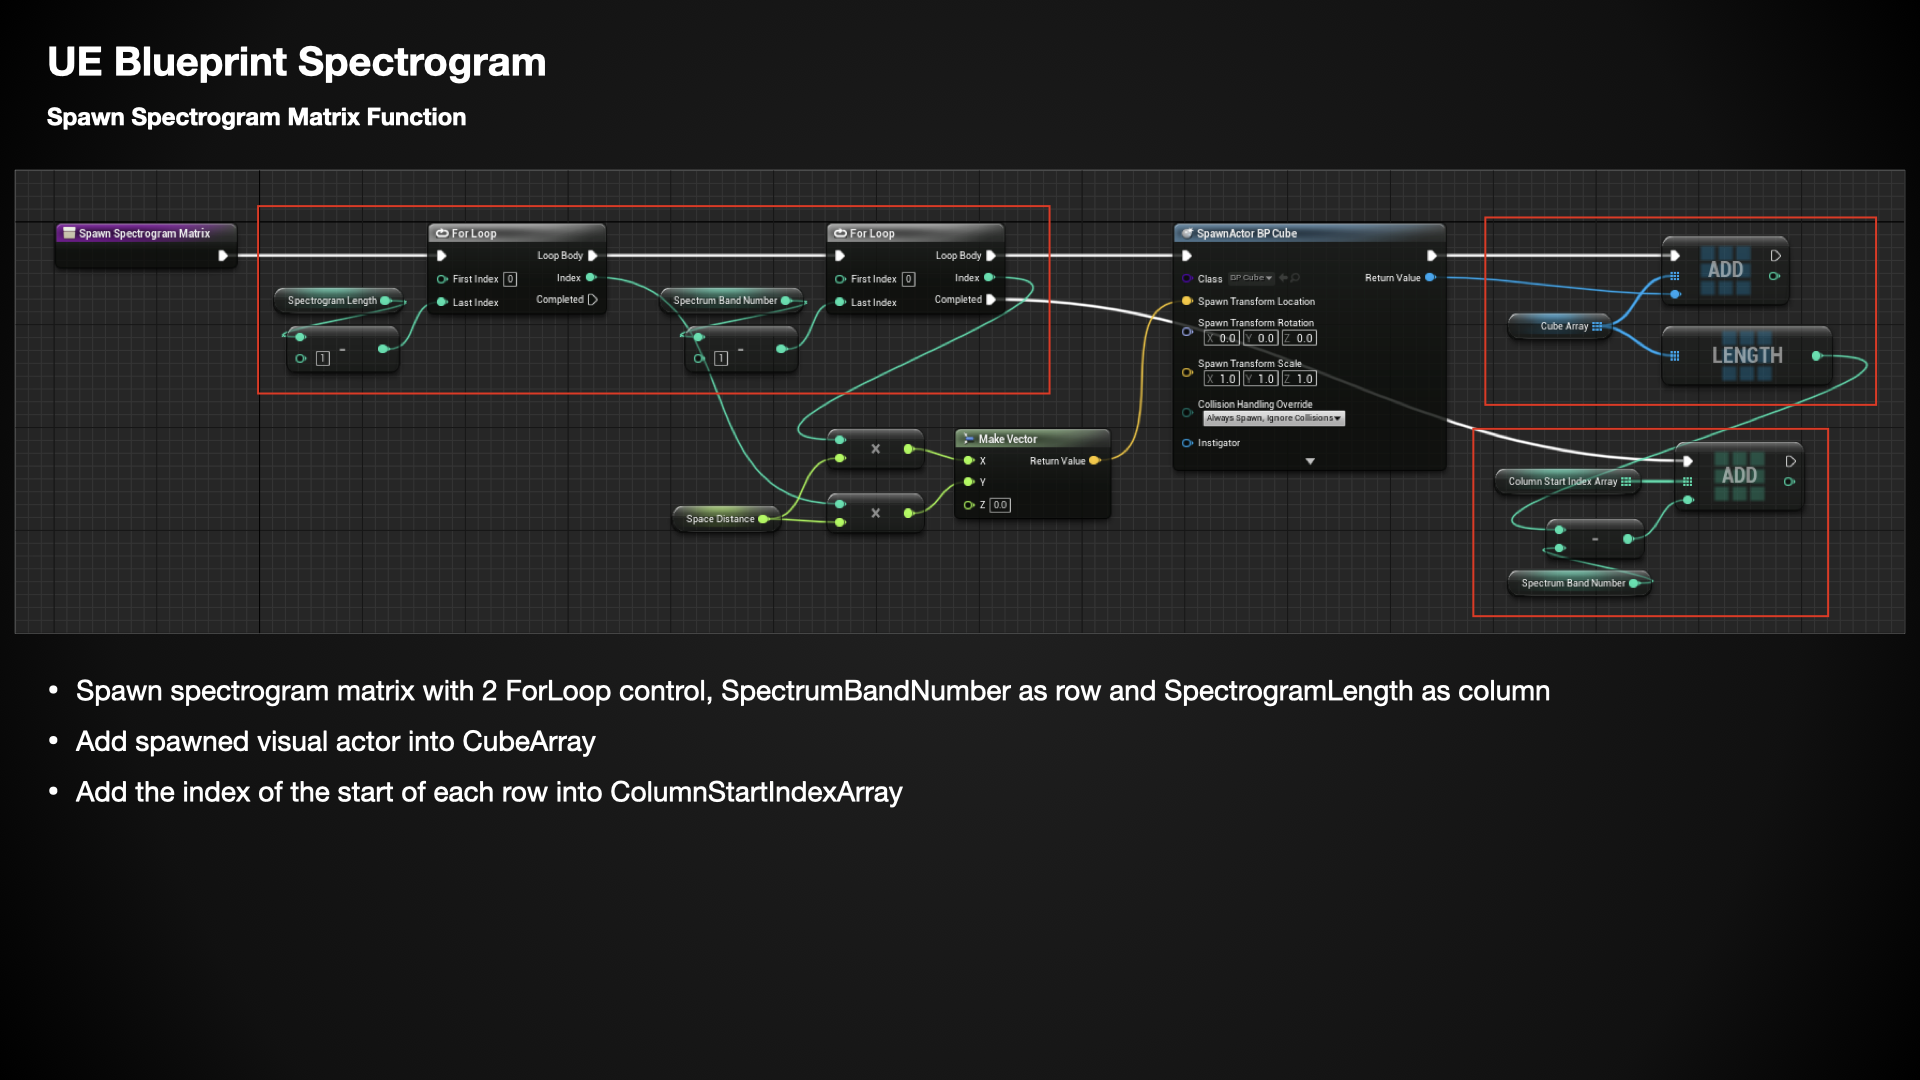 UE Blueprint Spectrogram
Spawn Spectrogram Matrix Function
Spawn Spectrogram Matrix
For Loop
Loop Body
First Index 0
Index
Last Index
Completed
Spectrogram Length
-
1
For Loop
Loop Body
First Index 0
Index
Last Index
Completed
Spectrum Band Number
-
1
SpawnActor BP Cube
Class BP Cube
Return Value
Spawn Transform Location
Spawn Transform Rotation
X 0.0 Y 0.0 Z 0.0
Spawn Transform Scale
X 1.0 Y 1.0 Z 1.0
Collision Handling Override
Always Spawn, Ignore Collisions
Instigator
ADD
Cube Array
LENGTH
X
Make Vector
X
Return Value
Y
Z 0.0
X
Space Distance
ADD
Column Start Index Array
-
Spectrum Band Number
• Spawn spectrogram matrix with 2 ForLoop control, SpectrumBandNumber as row and SpectrogramLength as column
• Add spawned visual actor into CubeArray
• Add the index of the start of each row into ColumnStartIndexArray